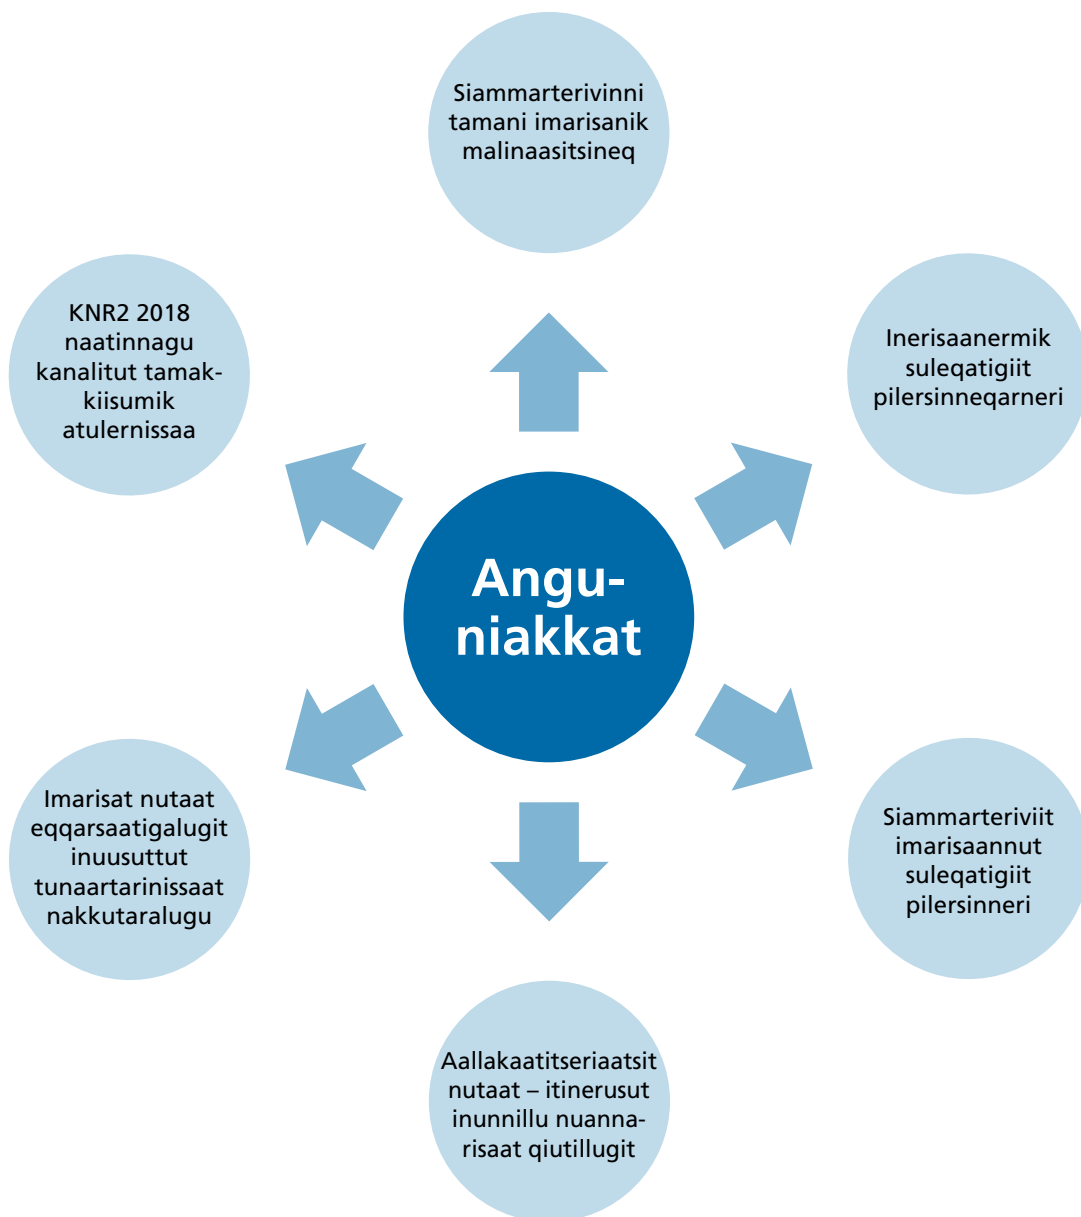 Siammarterivinni
tamani imarisanik
malinaasitsineq
KNR2 2018
naatinnagu
kanalitut tamak-
kiisumik
atulernissaa
Inerisaanermik
suleqatigiit
pilersinneqarneri
Angu-
niakkat
Imarisat nutaat
eqqarsaatigalugit
inuusuttut
tunaartarinissaat
nakkutaralugu
Siammarteriviit
imarisaannut
suleqatigiit
pilersinneri
Aallakaatitseriaatsit
nutaat – itinerusut
inunnillu nuanna-
risaat qiutillugit